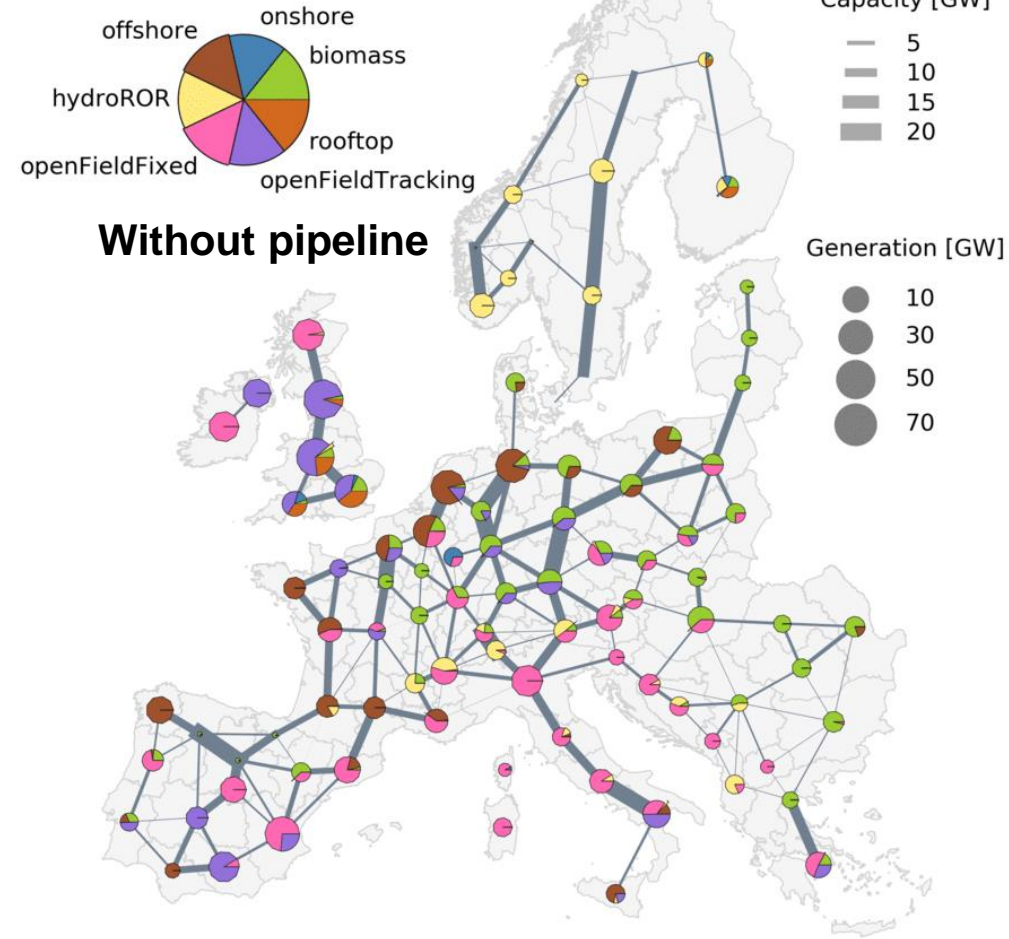 offshore
onshore
biomass
hydroROR
rooftop
openFieldFixed
openFieldTracking
Without pipeline
Capacity [GW]
5
10
15
20
Generation [GW]
10
30
50
70